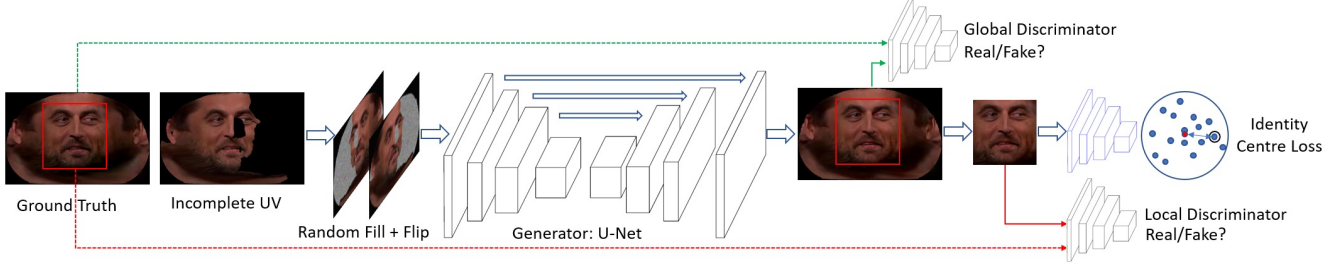 Global Discriminator
Real/Fake?
Identity
Centre Loss
Ground Truth
Incomplete UV
Random Fill + Flip
Generator: U-Net
Local Discriminator
Real/Fake?